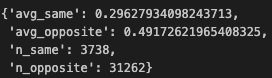 {'avg_same': 0.29627934098243713,
'avg_opposite': 0.49172621965408325,
'n_same': 3738,
'n_opposite': 31262}